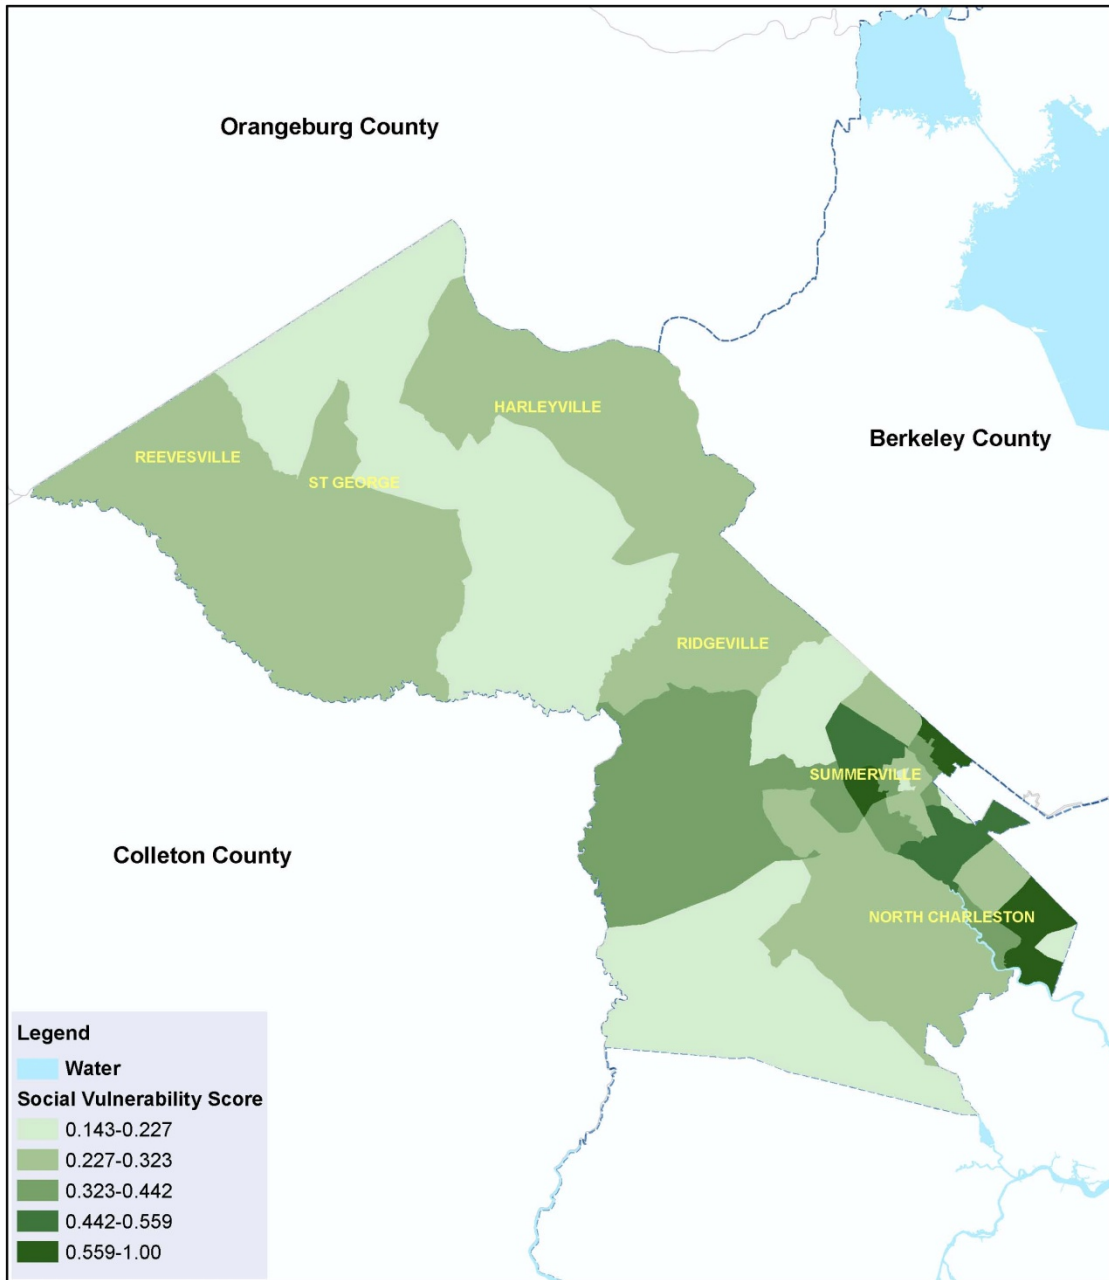 Orangeburg County
HARLEYVILLE
Berkeley County
REEVESVILLE
ST GEORGE
RIDGEVILLE
SUMMERVILLE
Colleton County
NORTH CHARLESTON
Legend
Water
Social Vulnerability Score
0.143-0.227
0.227-0.323
0.323-0.442
0.442-0.559
0.559-1.00